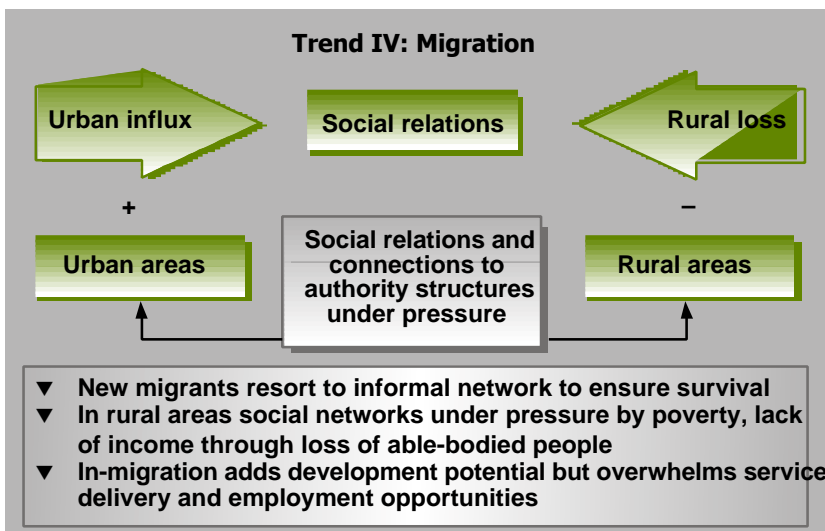 Trend IV: Migration
Urban influx
Social relations
Rural loss
+
–
Urban areas
Social relations and
connections to
authority structures
under pressure
Rural areas
▼ New migrants resort to informal network to ensure survival
▼ In rural areas social networks under pressure by poverty, lack
of income through loss of able-bodied people
▼ In-migration adds development potential but overwhelms service
delivery and employment opportunities